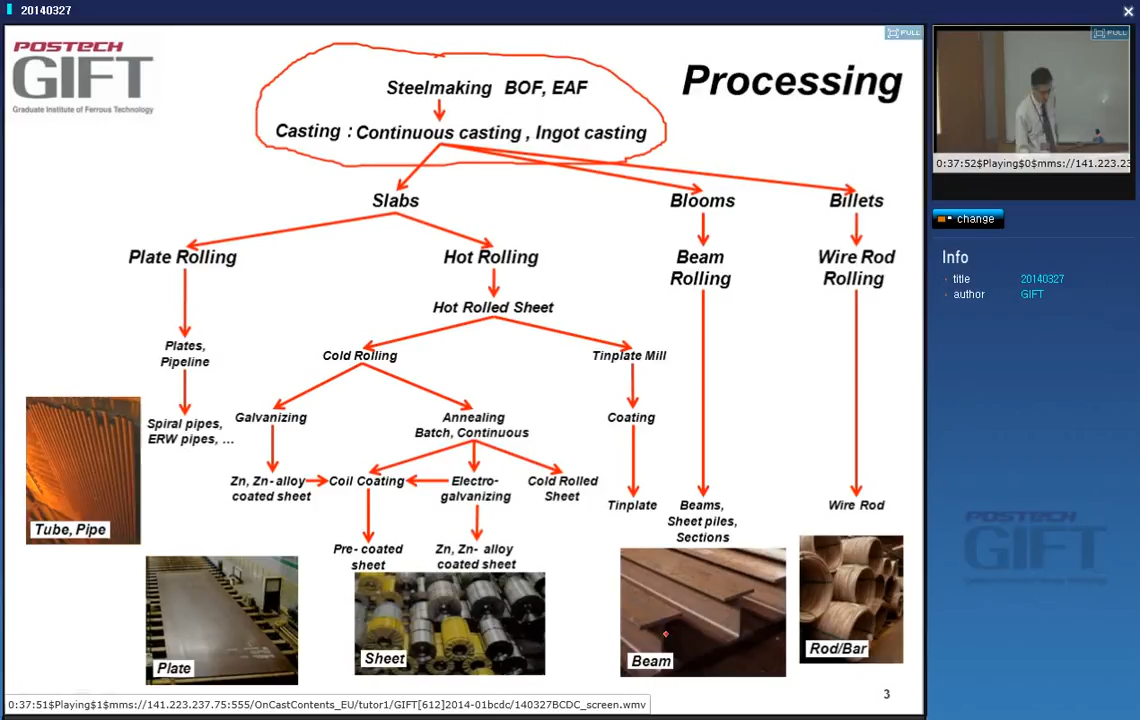 20140327
POSTECH
GIFT
Graduate Institute of Ferrous Technology
FULL
Processing
Steelmaking BOF, EAF
Casting : Continuous casting , Ingot casting
Slabs
Blooms
Billets
Plate Rolling
Hot Rolling
Beam
Rolling
Wire Rod
Rolling
Hot Rolled Sheet
Plates,
Pipeline
Cold Rolling
Tinplate Mill
Spiral pipes,
ERW pipes, ...
Galvanizing
Annealing
Batch, Continuous
Coating
Zn, Zn- alloy
coated sheet
Coil Coating
Electro-
galvanizing
Cold Rolled
Sheet
Tinplate
Beams,
Sheet piles,
Sections
Wire Rod
Pre- coated
sheet
Zn, Zn- alloy
coated sheet
Tube, Pipe
Plate
Sheet
Beam
Rod/Bar
3
0:37:51$Playing$1$mms://141.223.237.75:555/OnCastContents_EU/tutor1/GIFT[612]2014-01bcdc/140327BCDC_screen.wmv
FULL
0:37:52$Playing$0$mms://141.223.23
change
Info
title 20140327
author GIFT
POSTECH
GIFT